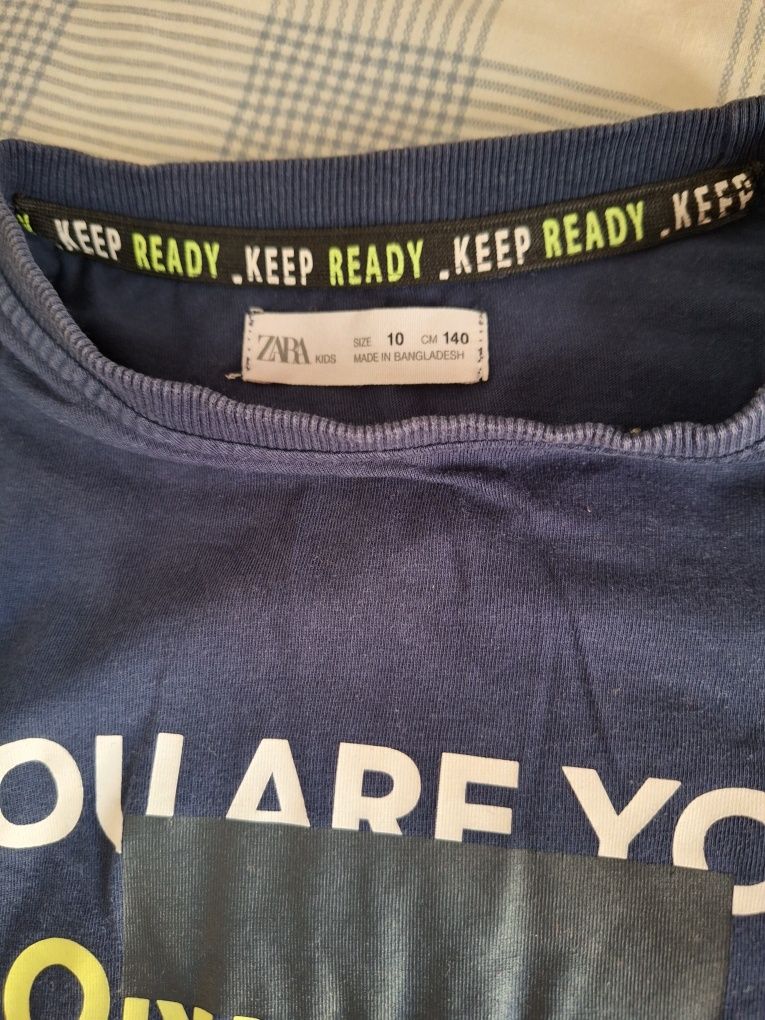 KEEP READY .KEEP READY .KEEP READY .KEEP
ZARA KIDS SIZE 10 CM 140
MADE IN BANGLADESH
OU ARE YO